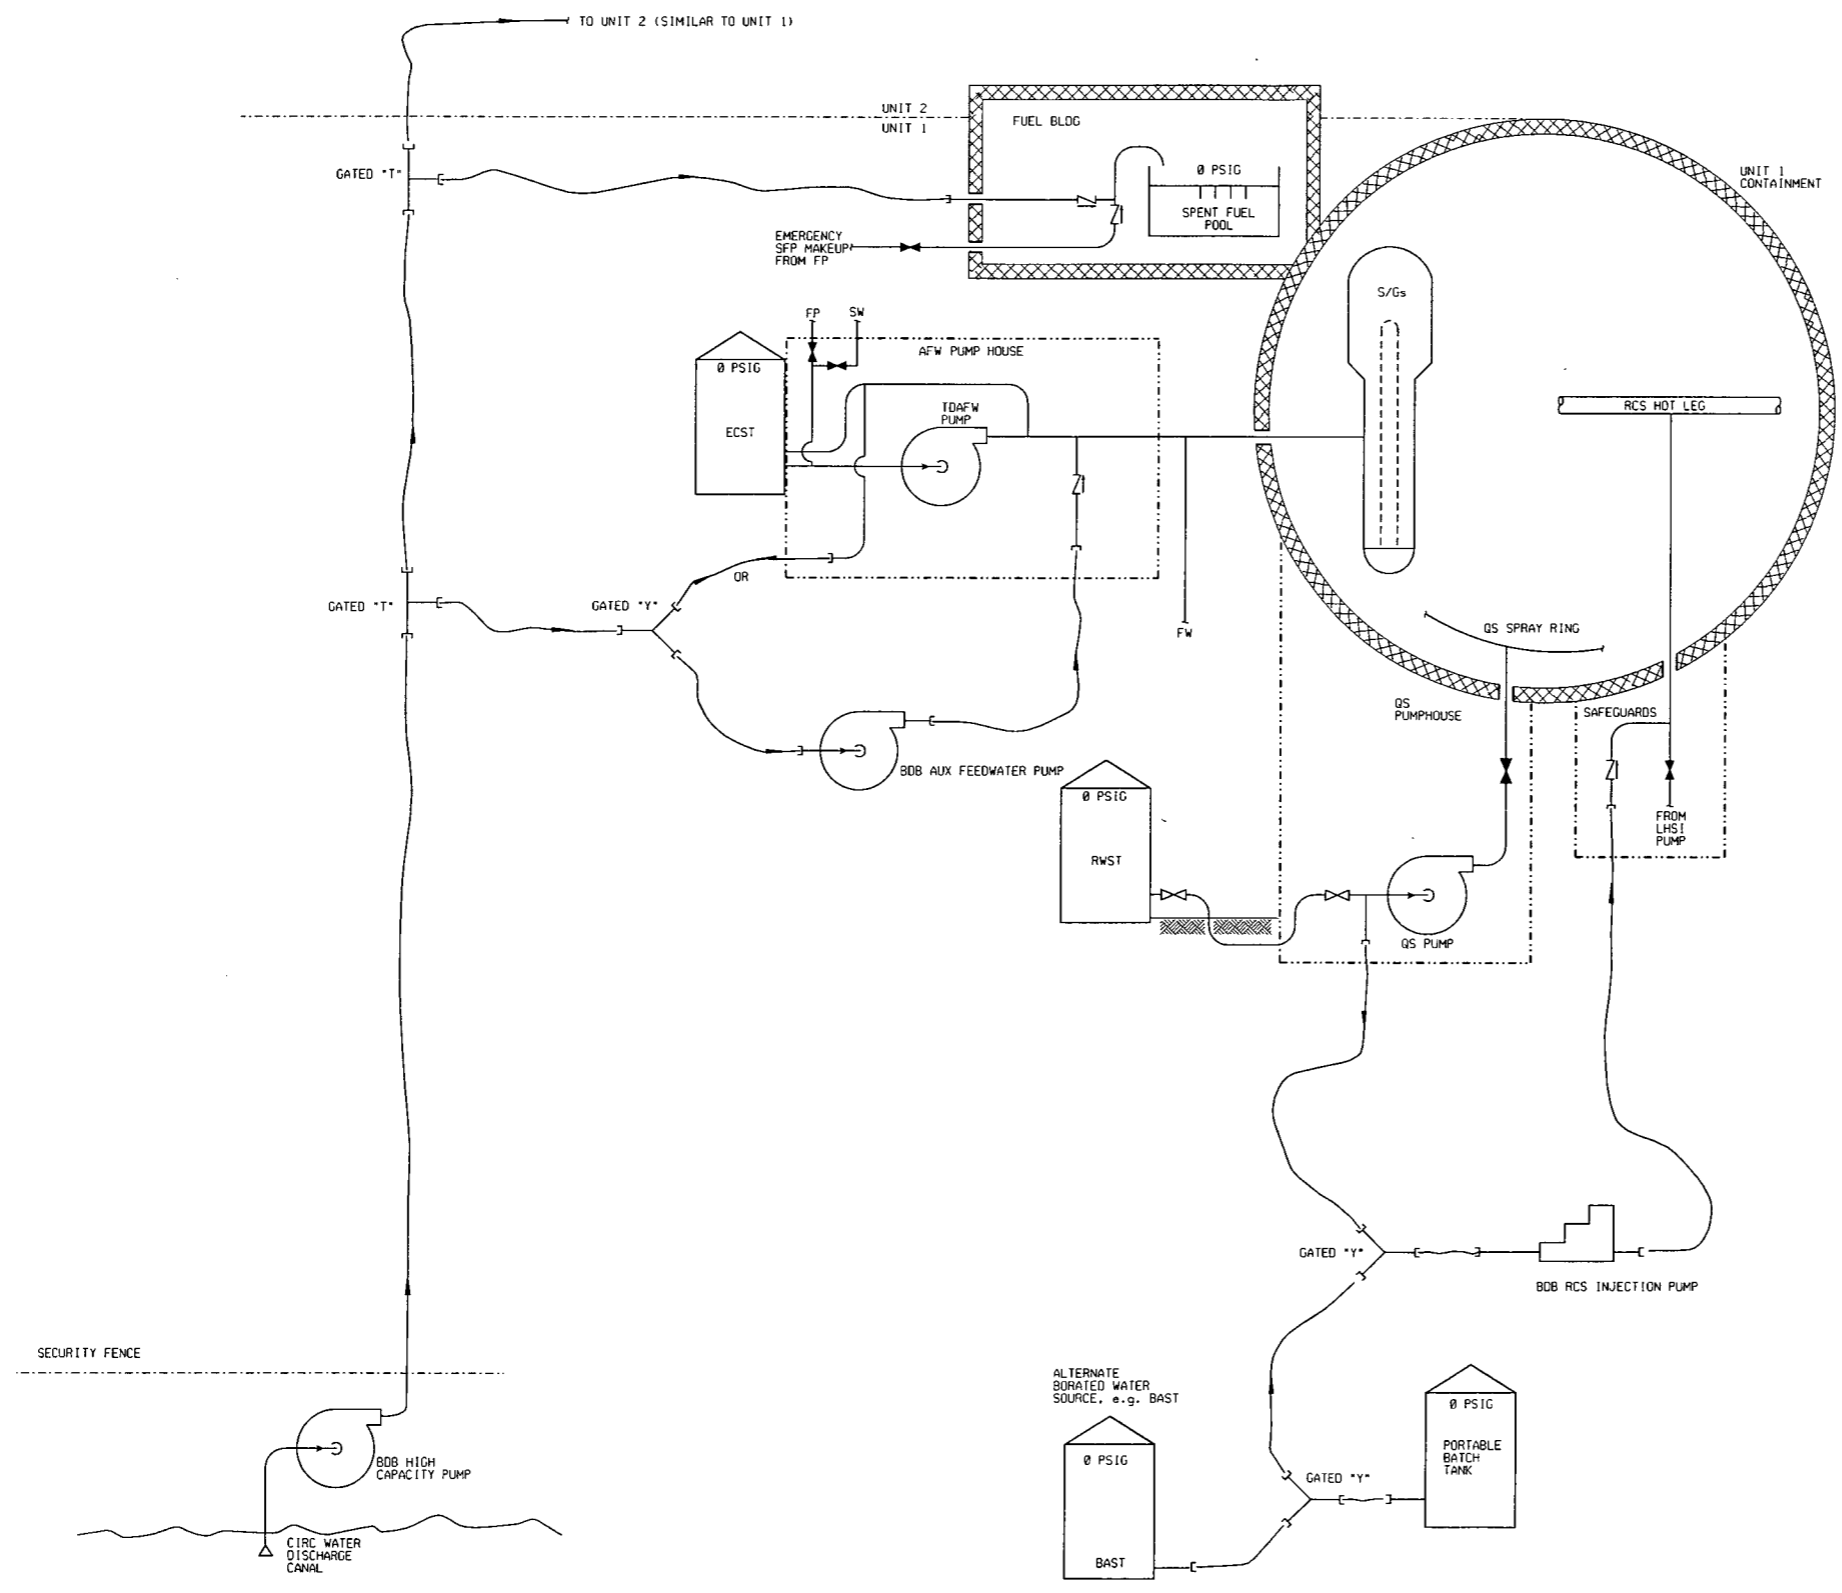 TO UNIT 2 (SIMILAR TO UNIT 1)
UNIT 2
UNIT 1
FUEL BLDG
GATED "T"
0 PSIG
SPENT FUEL
POOL
UNIT 1
CONTAINMENT
EMERGENCY
SFP MAKEUP
FROM FP
S/Gs
FP
SW
AFW PUMP HOUSE
0 PSIG
ECST
TDAFW
PUMP
RCS HOT LEG
OR
GATED "T"
GATED "Y"
FW
QS SPRAY RING
QS
PUMPHOUSE
SAFEGUARDS
BDB AUX FEEDWATER PUMP
0 PSIG
RWST
FROM
LHSI
PUMP
QS PUMP
GATED "Y"
BDB RCS INJECTION PUMP
SECURITY FENCE
ALTERNATE
BORATED WATER
SOURCE, e.g. BAST
0 PSIG
PORTABLE
BATCH
TANK
0 PSIG
BDB HIGH
CAPACITY PUMP
GATED "Y"
CIRC WATER
DISCHARGE
CANAL
BAST